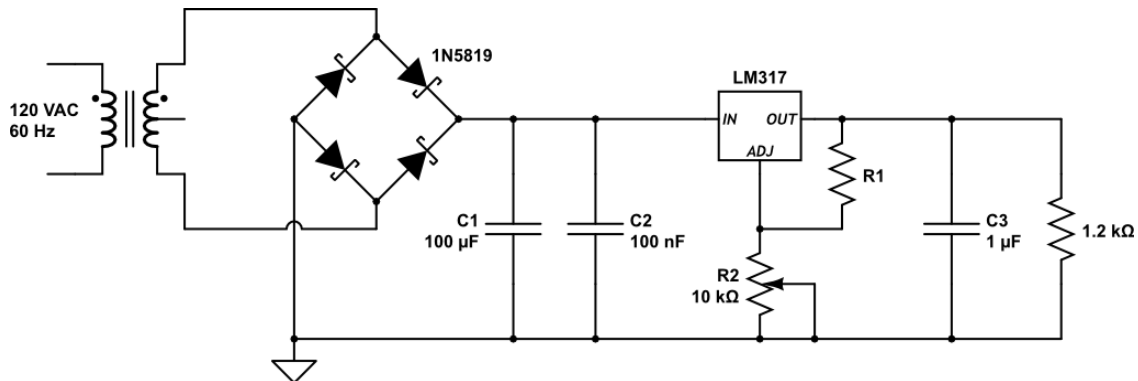 120 VAC
60 Hz
1N5819
C1
100 µF
C2
100 nF
LM317
IN
OUT
ADJ
R1
R2
10 kΩ
C3
1 µF
1.2 kΩ